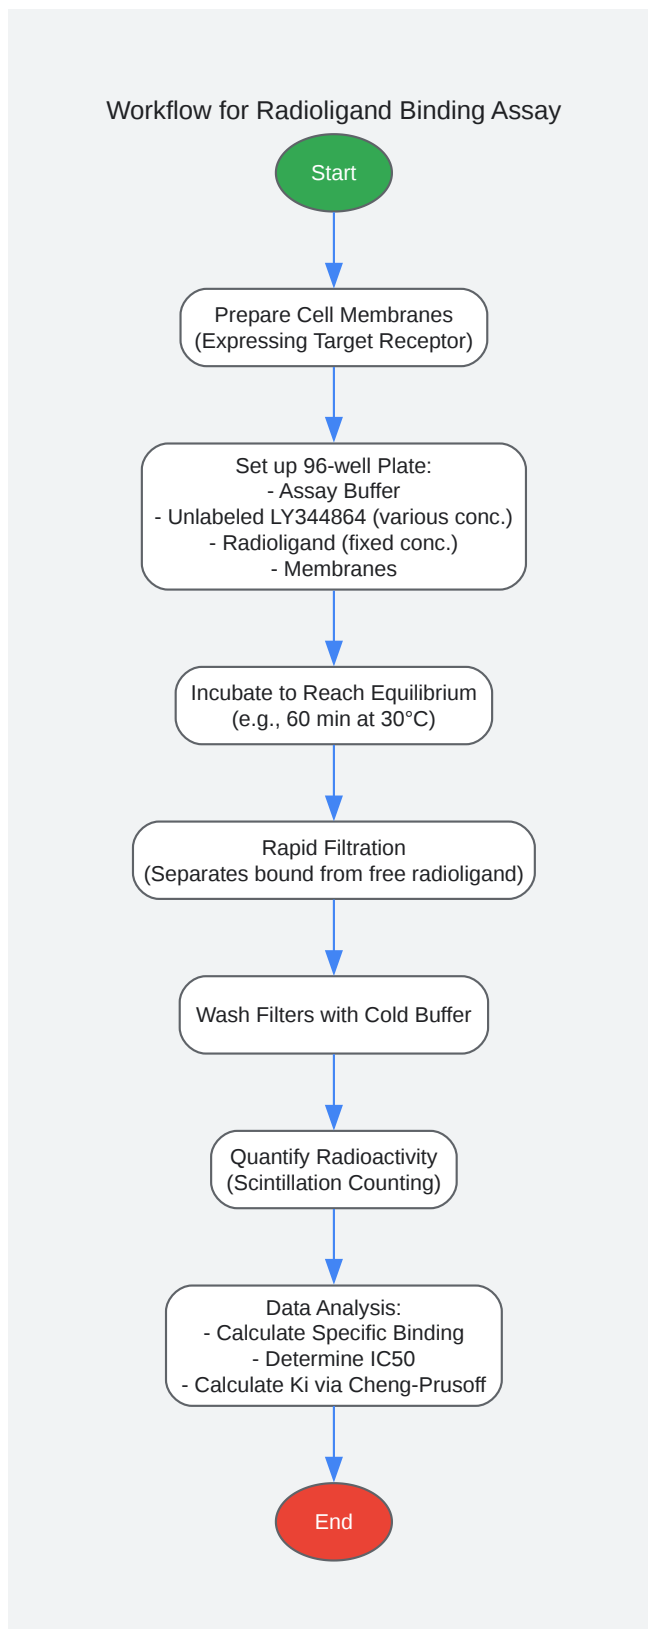 Workflow for Radioligand Binding Assay
Start
Prepare Cell Membranes
(Expressing Target Receptor)
Set up 96-well Plate:
- Assay Buffer
- Unlabeled LY344864 (various conc.)
- Radioligand (fixed conc.)
- Membranes
Incubate to Reach Equilibrium
(e.g., 60 min at 30°C)
Rapid Filtration
(Separates bound from free radioligand)
Wash Filters with Cold Buffer
Quantify Radioactivity
(Scintillation Counting)
Data Analysis:
- Calculate Specific Binding
- Determine IC50
- Calculate Ki via Cheng-Prusoff
End